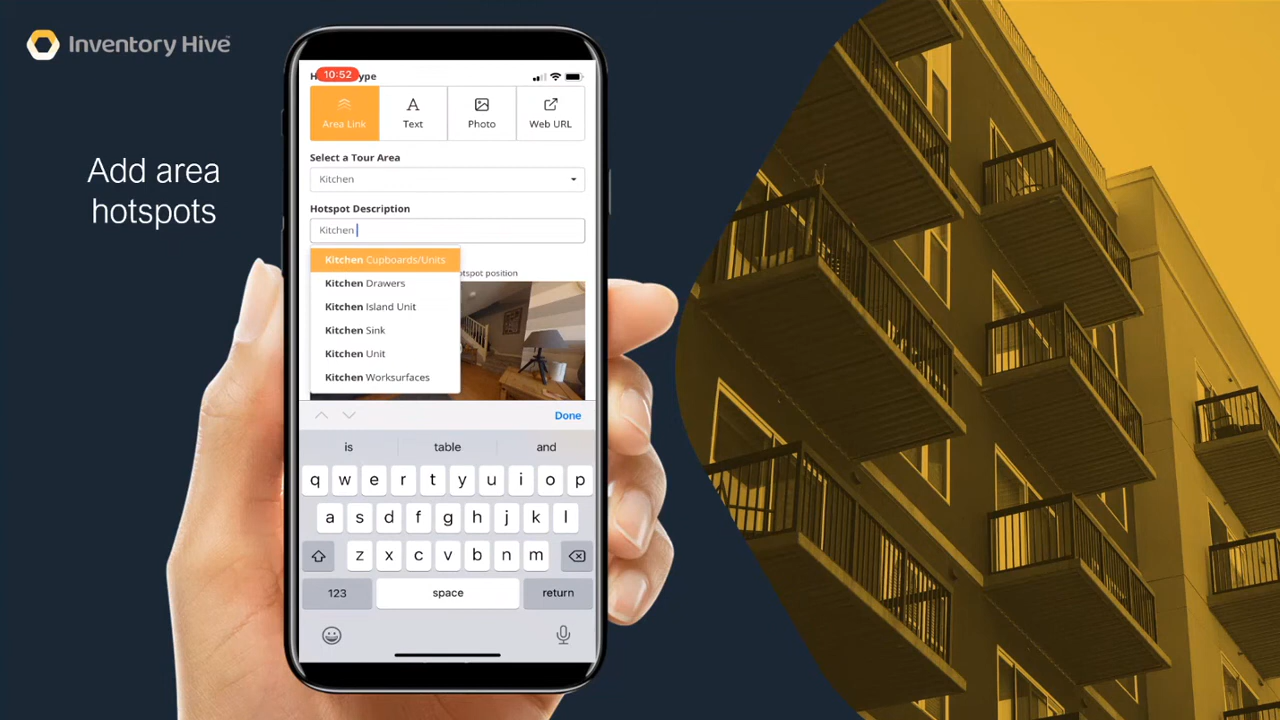 Inventory Hive™
Add area
hotspots
10:52
Area Link
Text
Photo
Web URL
Select a Tour Area
Kitchen
Hotspot Description
Kitchen
Kitchen Cupboards/Units
Kitchen Drawers
Kitchen Island Unit
Kitchen Sink
Kitchen Unit
Kitchen Worksurfaces
Done
is table and
q w e r t y u i o p
a s d f g h j k l
z x c v b n m
123 space return